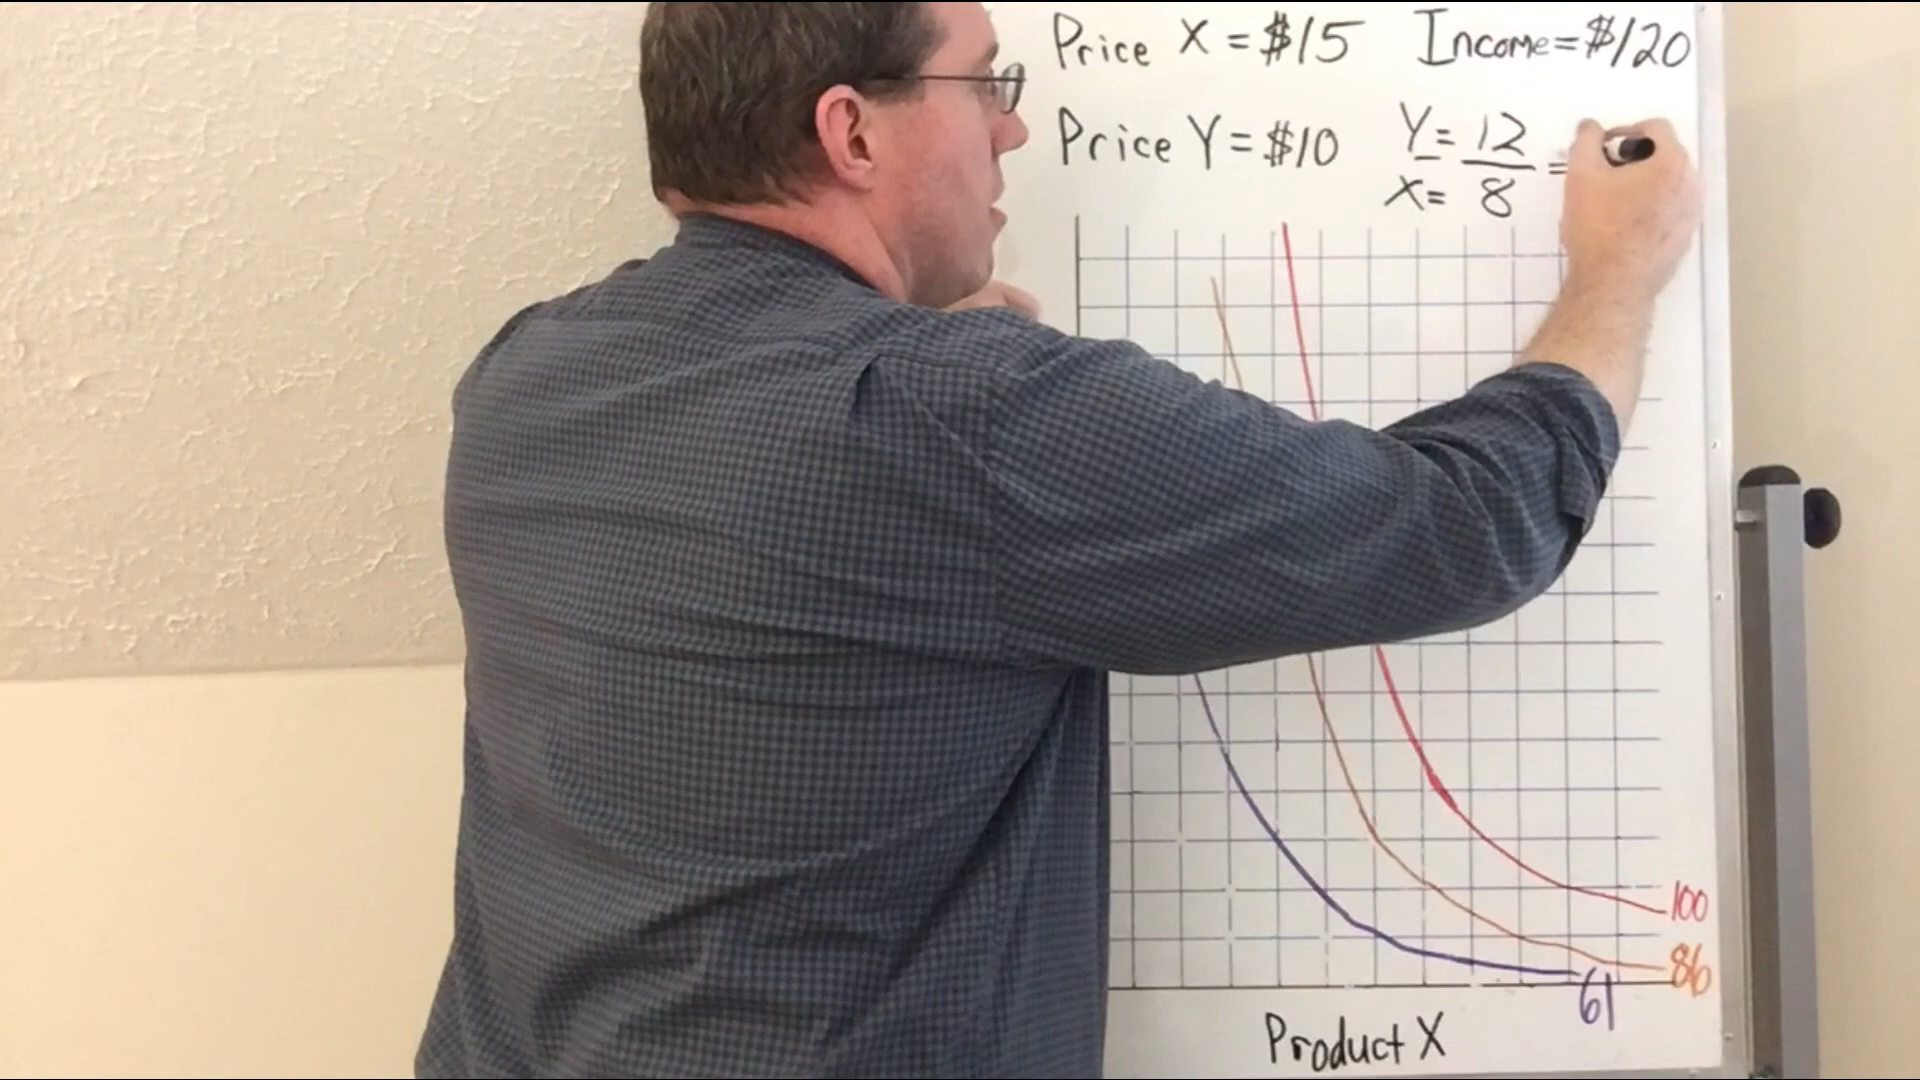 Price X = $15 Income = $120
Price Y = $10 Y = 12
X = 8 =
100
86
61
Product X